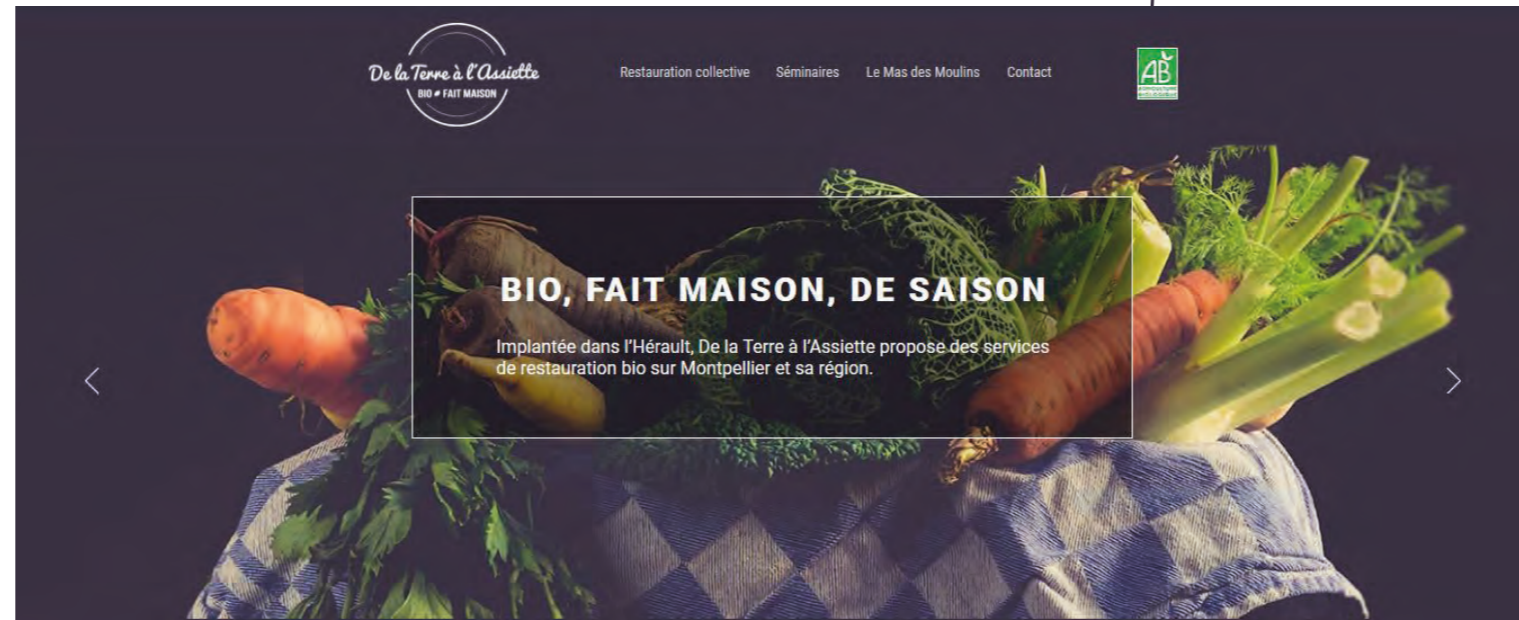 De la Terre à l'Assiette
BIO FAIT MAISON
Restauration collective Séminaires Le Mas des Moulins Contact
AB
AGRICULTURE
BIOLOGIQUE
BIO, FAIT MAISON, DE SAISON
Implantée dans l'Hérault, De la Terre à l'Assiette propose des services
de restauration bio sur Montpellier et sa région.